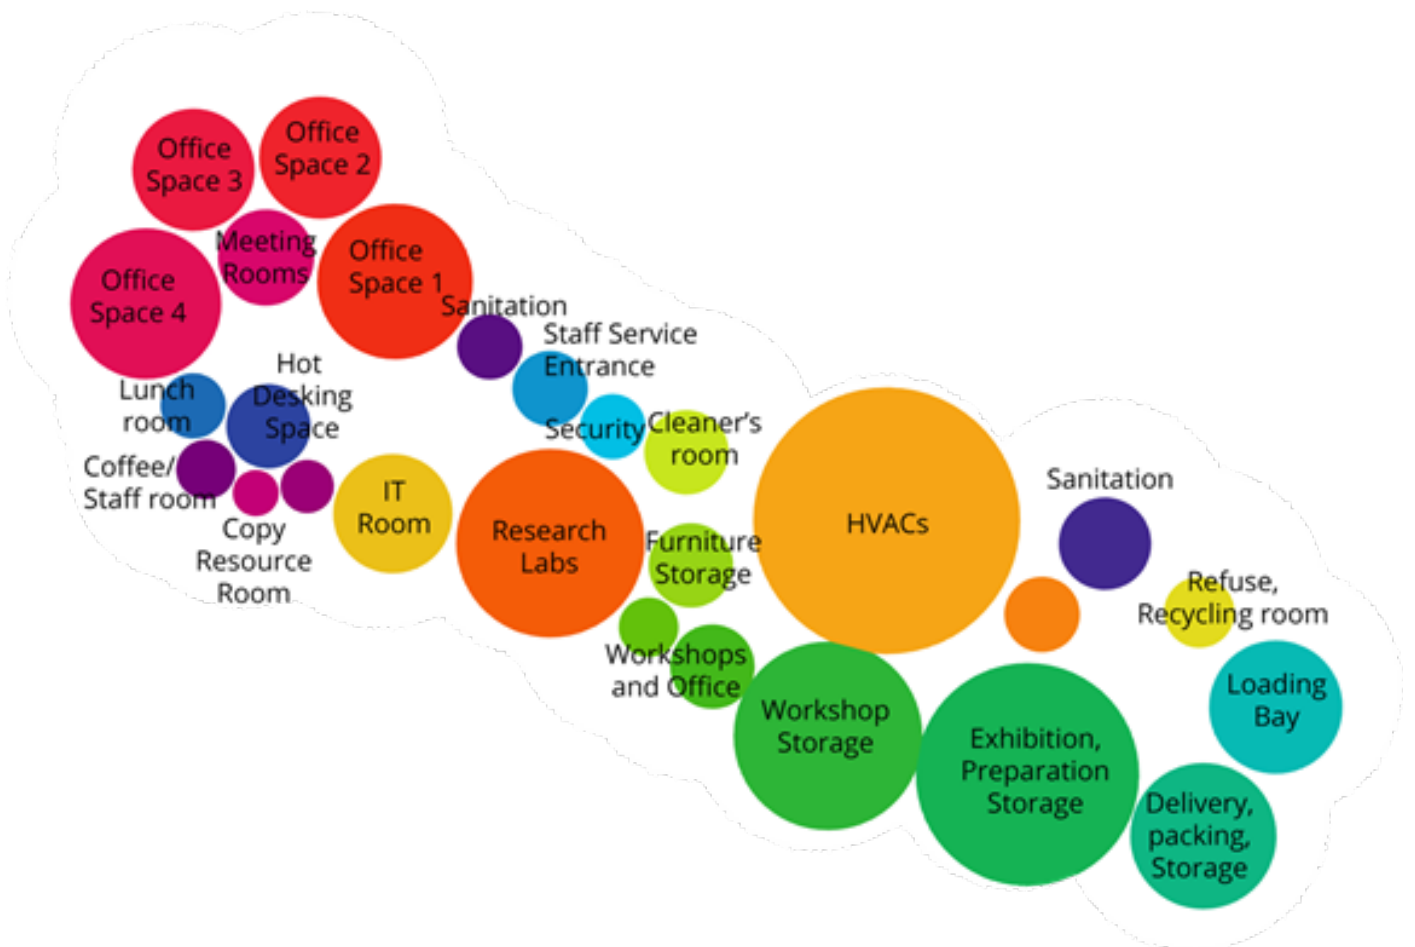 Office
Space 3
Office
Space 2
Meeting
Rooms
Office
Space 1
Office
Space 4
Sanitation
Staff Service
Entrance
Hot
Desking
Space
Lunch
room
Security
Cleaner’s
room
Coffee/
Staff room
IT
Room
Copy
Resource
Room
Research
Labs
Furniture
Storage
HVACs
Sanitation
Refuse,
Recycling room
Workshops
and Office
Workshop
Storage
Exhibition,
Preparation
Storage
Loading
Bay
Delivery,
packing,
Storage